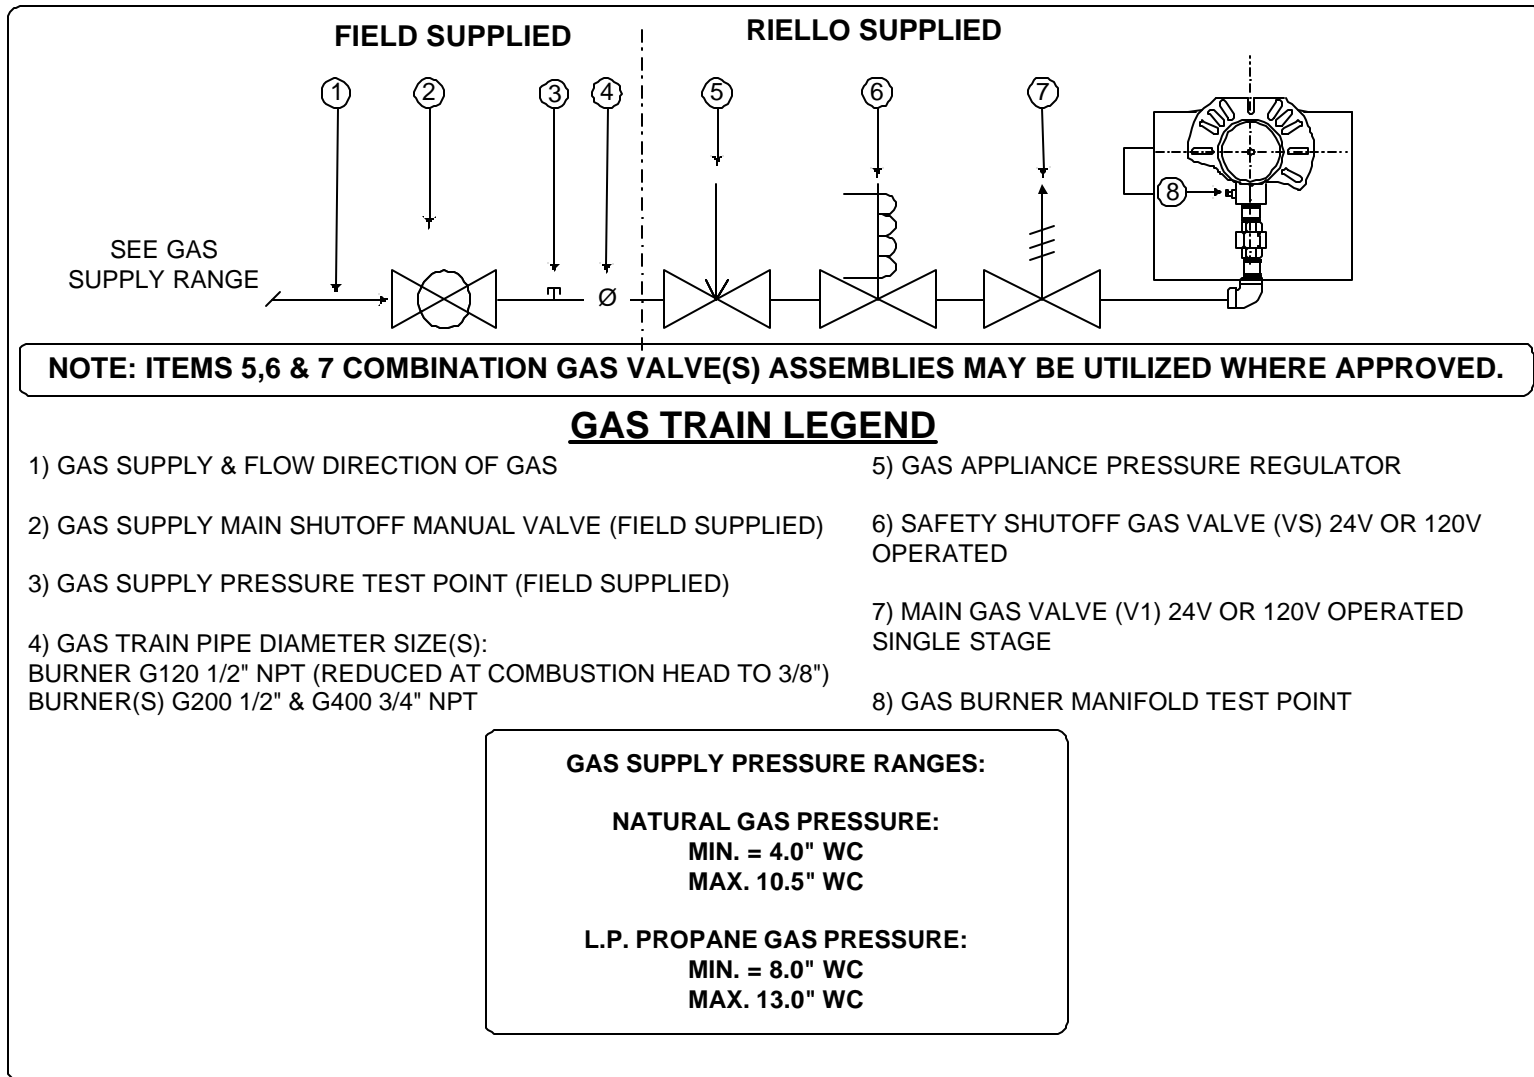 FIELD SUPPLIED
RIELLO SUPPLIED
1
2
3
4
5
6
7
8
SEE GAS
SUPPLY RANGE
Ø
NOTE: ITEMS 5,6 & 7 COMBINATION GAS VALVE(S) ASSEMBLIES MAY BE UTILIZED WHERE APPROVED.
GAS TRAIN LEGEND
1) GAS SUPPLY & FLOW DIRECTION OF GAS
2) GAS SUPPLY MAIN SHUTOFF MANUAL VALVE (FIELD SUPPLIED)
3) GAS SUPPLY PRESSURE TEST POINT (FIELD SUPPLIED)
4) GAS TRAIN PIPE DIAMETER SIZE(S):
BURNER G120 1/2" NPT (REDUCED AT COMBUSTION HEAD TO 3/8")
BURNER(S) G200 1/2" & G400 3/4" NPT
5) GAS APPLIANCE PRESSURE REGULATOR
6) SAFETY SHUTOFF GAS VALVE (VS) 24V OR 120V
OPERATED
7) MAIN GAS VALVE (V1) 24V OR 120V OPERATED
SINGLE STAGE
8) GAS BURNER MANIFOLD TEST POINT
GAS SUPPLY PRESSURE RANGES:
NATURAL GAS PRESSURE:
MIN. = 4.0" WC
MAX. 10.5" WC
L.P. PROPANE GAS PRESSURE:
MIN. = 8.0" WC
MAX. 13.0" WC